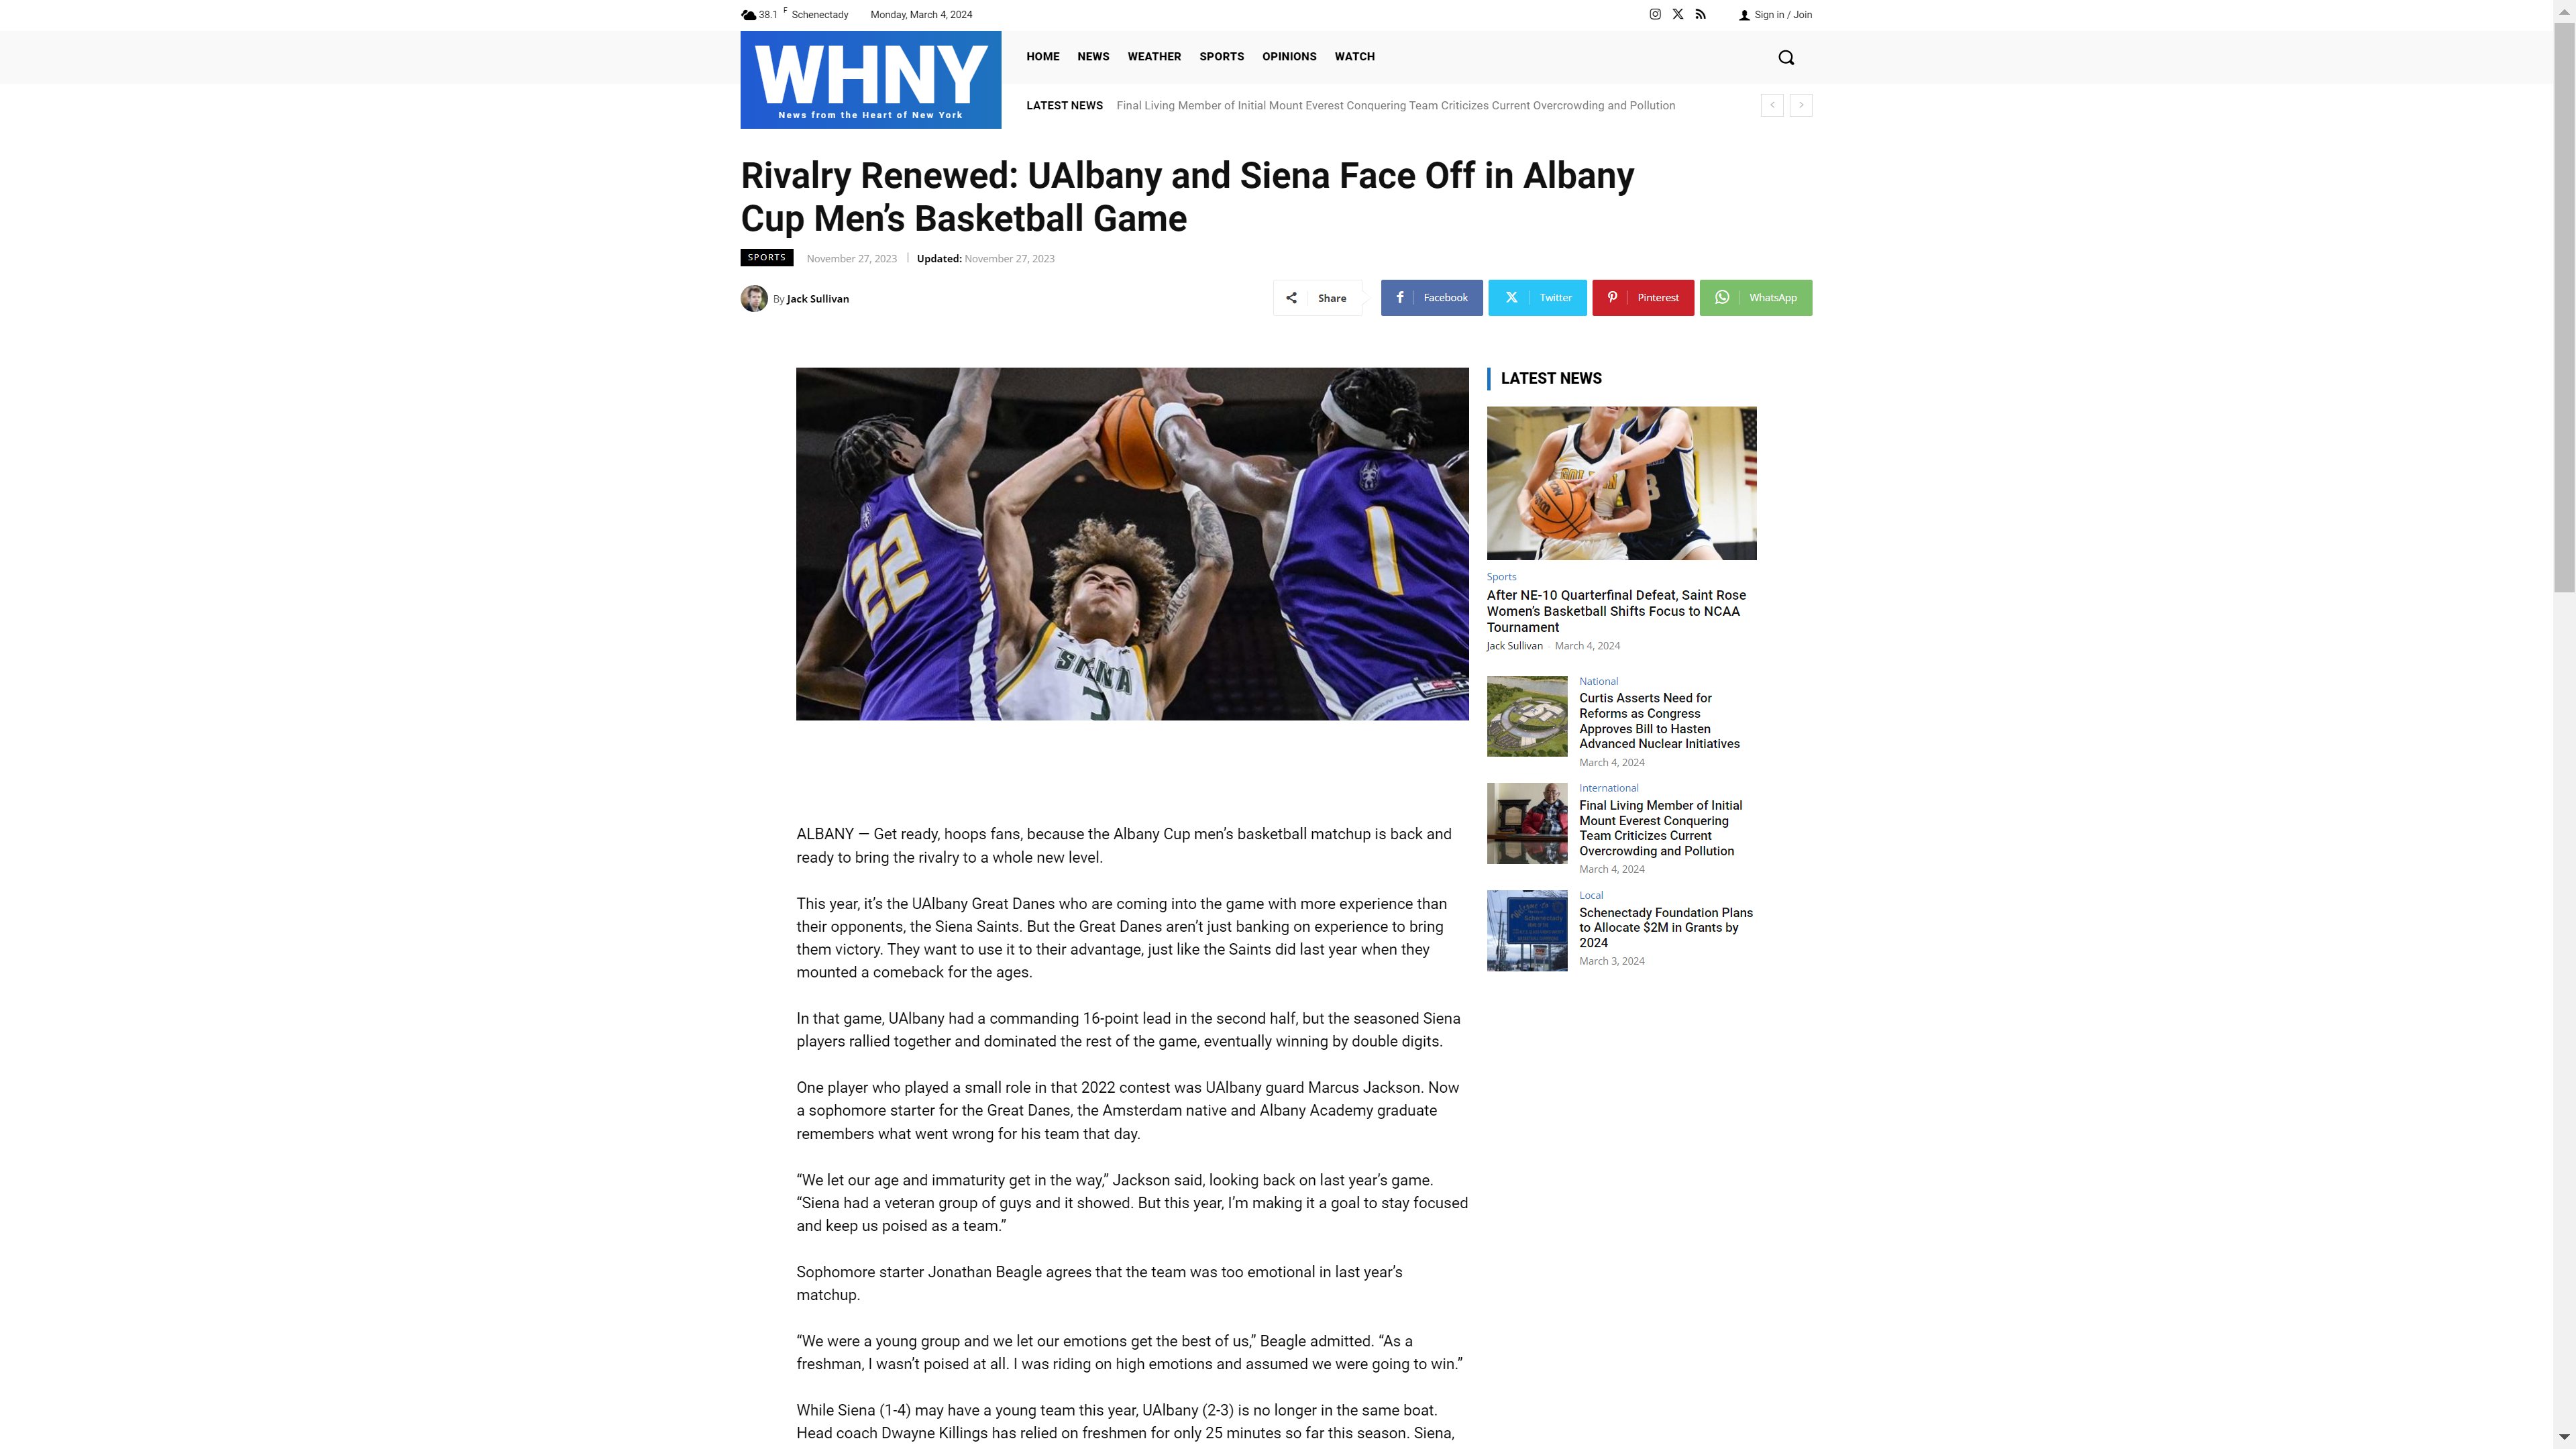 38.1 F Schenectady Monday, March 4, 2024 Sign in / Join
WHNY
News from the Heart of New York
HOME NEWS WEATHER SPORTS OPINIONS WATCH
LATEST NEWS Final Living Member of Initial Mount Everest Conquering Team Criticizes Current Overcrowding and Pollution
Rivalry Renewed: UAlbany and Siena Face Off in Albany
Cup Men’s Basketball Game
SPORTS November 27, 2023 Updated: November 27, 2023
By Jack Sullivan
Share Facebook Twitter Pinterest WhatsApp
22
1
SIENA
3
ALBANY — Get ready, hoops fans, because the Albany Cup men’s basketball matchup is back and
ready to bring the rivalry to a whole new level.
This year, it’s the UAlbany Great Danes who are coming into the game with more experience than
their opponents, the Siena Saints. But the Great Danes aren’t just banking on experience to bring
them victory. They want to use it to their advantage, just like the Saints did last year when they
mounted a comeback for the ages.
In that game, UAlbany had a commanding 16-point lead in the second half, but the seasoned Siena
players rallied together and dominated the rest of the game, eventually winning by double digits.
One player who played a small role in that 2022 contest was UAlbany guard Marcus Jackson. Now
a sophomore starter for the Great Danes, the Amsterdam native and Albany Academy graduate
remembers what went wrong for his team that day.
“We let our age and immaturity get in the way,” Jackson said, looking back on last year’s game.
“Siena had a veteran group of guys and it showed. But this year, I’m making it a goal to stay focused
and keep us poised as a team.”
Sophomore starter Jonathan Beagle agrees that the team was too emotional in last year’s
matchup.
“We were a young group and we let our emotions get the best of us,” Beagle admitted. “As a
freshman, I wasn’t poised at all. I was riding on high emotions and assumed we were going to win.”
While Siena (1-4) may have a young team this year, UAlbany (2-3) is no longer in the same boat.
Head coach Dwayne Killings has relied on freshmen for only 25 minutes so far this season. Siena,
LATEST NEWS
Sports
After NE-10 Quarterfinal Defeat, Saint Rose
Women’s Basketball Shifts Focus to NCAA
Tournament
Jack Sullivan - March 4, 2024
National
Curtis Asserts Need for
Reforms as Congress
Approves Bill to Hasten
Advanced Nuclear Initiatives
March 4, 2024
International
Final Living Member of Initial
Mount Everest Conquering
Team Criticizes Current
Overcrowding and Pollution
March 4, 2024
Welcome To
Schenectady
Local
Schenectady Foundation Plans
to Allocate $2M in Grants by
2024
March 3, 2024